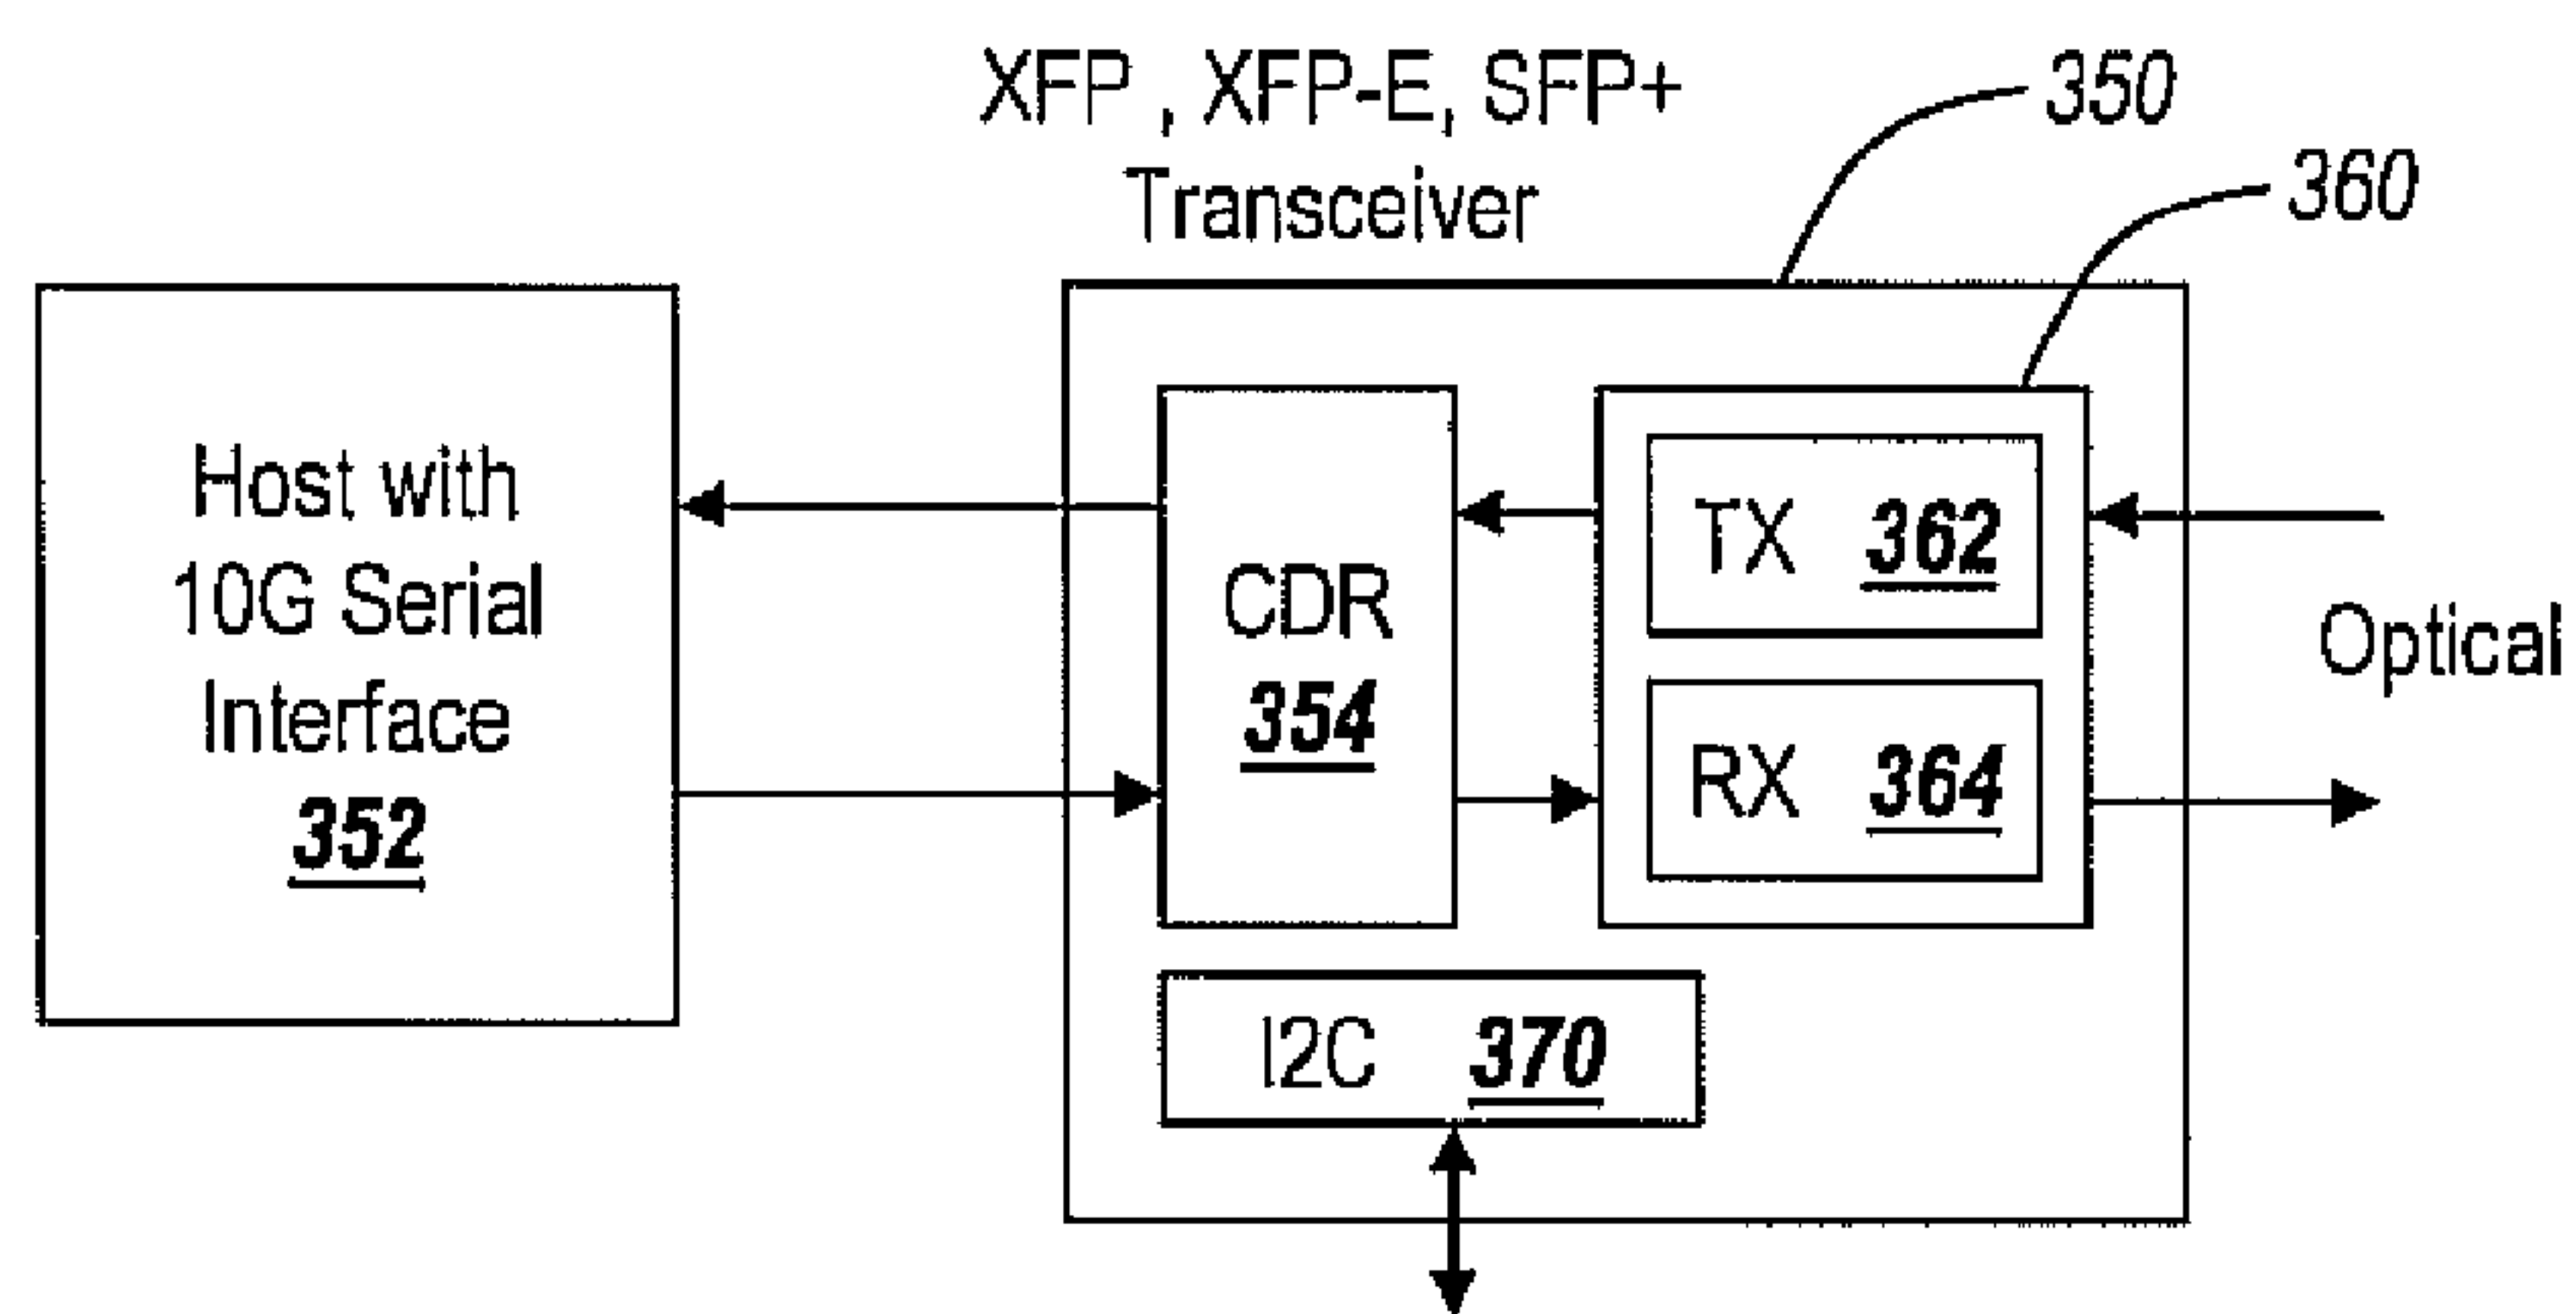 XFP , XFP-E, SFP+
Transceiver
350
360
Host with
10G Serial
Interface
352
CDR
354
TX 362
RX 364
Optical
I2C 370